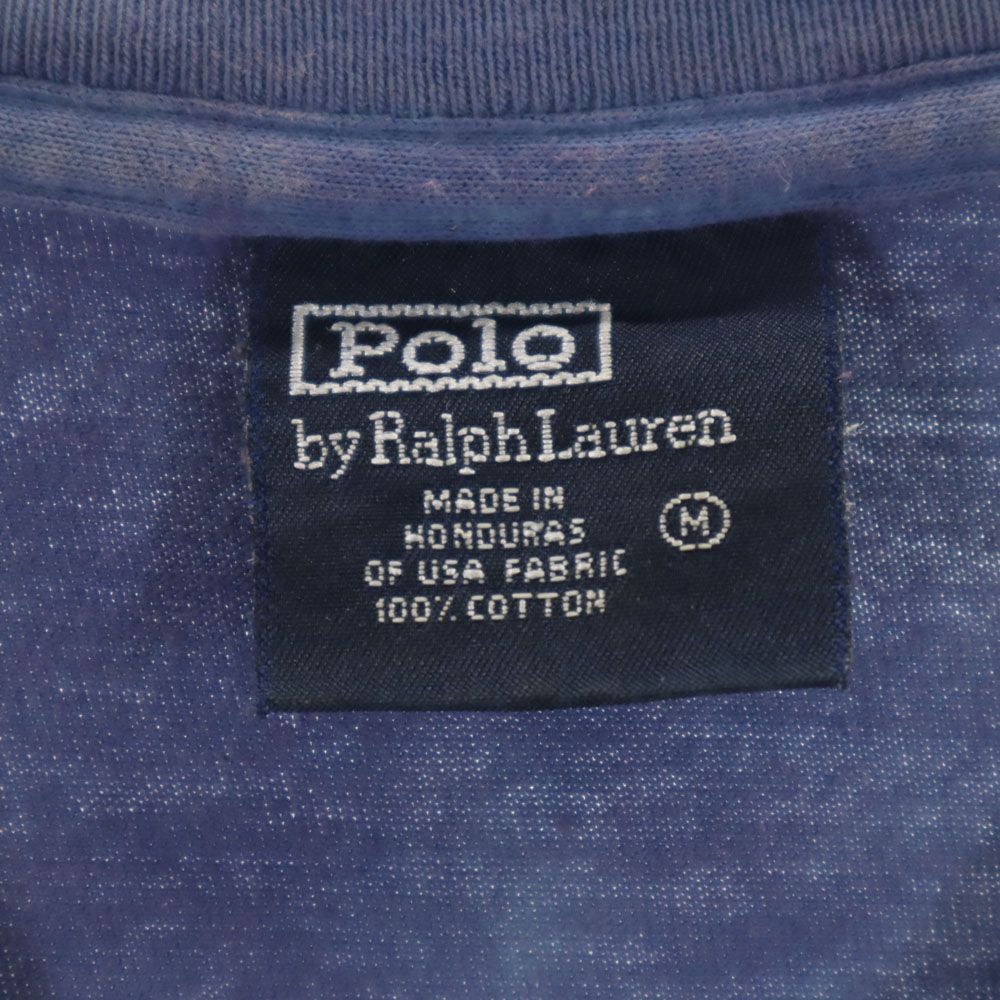 Polo
by Ralph Lauren
MADE IN
HONDURAS
OF USA FABRIC
100% COTTON
M